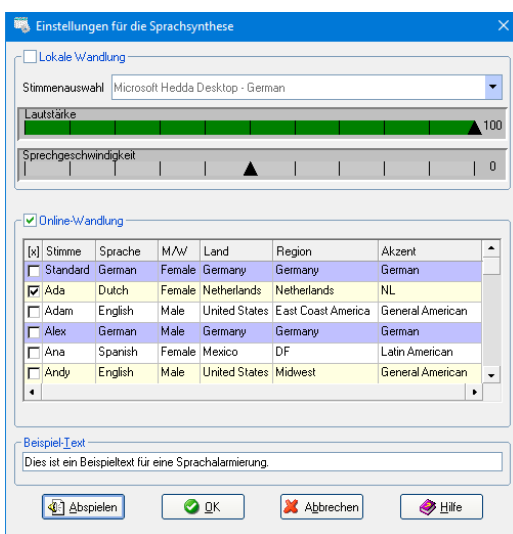 Einstellungen für die Sprachsynthese
Lokale Wandlung
Stimmenauswahl Microsoft Hedda Desktop - German
Lautstärke
100
Sprechgeschwindigkeit
0
Online-Wandlung
[x] Stimme Sprache M/W Land Region Akzent
Standard German Female Germany Germany German
Ada Dutch Female Netherlands Netherlands NL
Adam English Male United States East Coast America General American
Alex German Male Germany Germany German
Ana Spanish Female Mexico DF Latin American
Andy English Male United States Midwest General American
Beispiel-Text
Dies ist ein Beispieltext für eine Sprachalarmierung.
Abspielen OK Abbrechen Hilfe